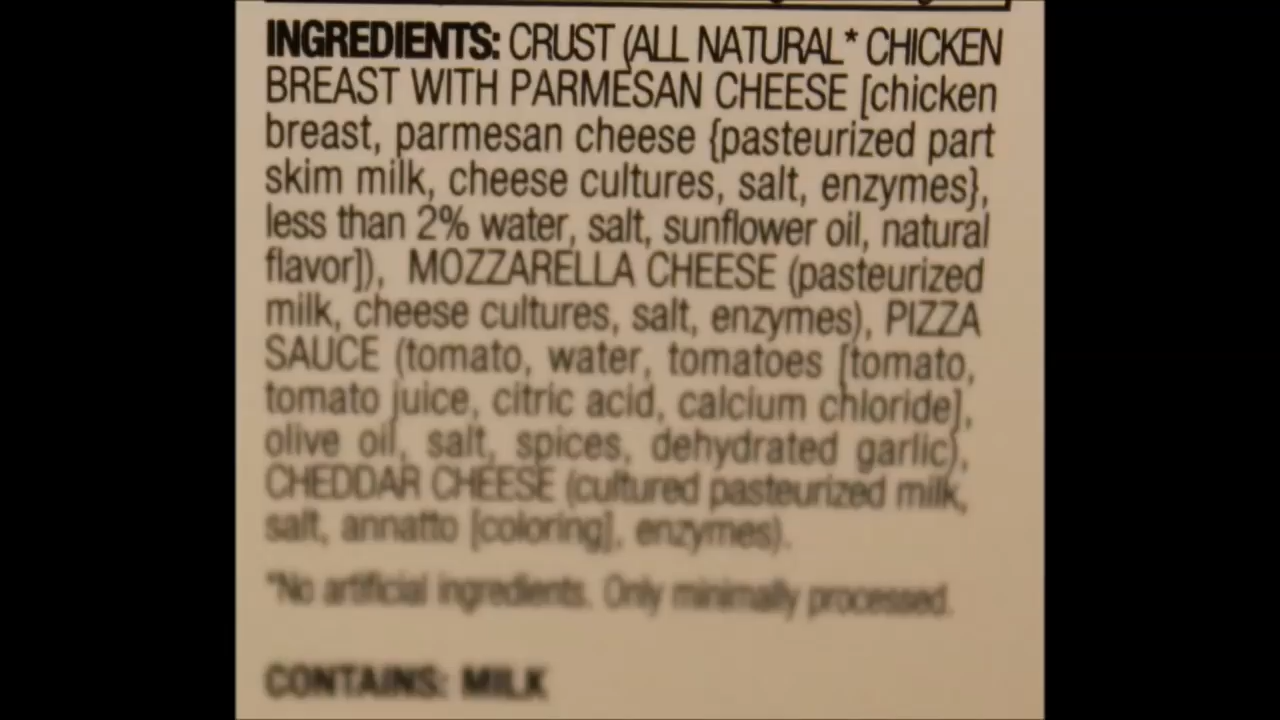 INGREDIENTS: CRUST (ALL NATURAL* CHICKEN
BREAST WITH PARMESAN CHEESE [chicken
breast, parmesan cheese {pasteurized part
skim milk, cheese cultures, salt, enzymes},
less than 2% water, salt, sunflower oil, natural
flavor]), MOZZARELLA CHEESE (pasteurized
milk, cheese cultures, salt, enzymes), PIZZA
SAUCE (tomato, water, tomatoes [tomato,
tomato juice, citric acid, calcium chloride],
olive oil, salt, spices, dehydrated garlic),
CHEDDAR CHEESE (cultured pasteurized milk,
salt, annatto [coloring], enzymes).
*No artificial ingredients. Only minimally processed.
CONTAINS: MILK